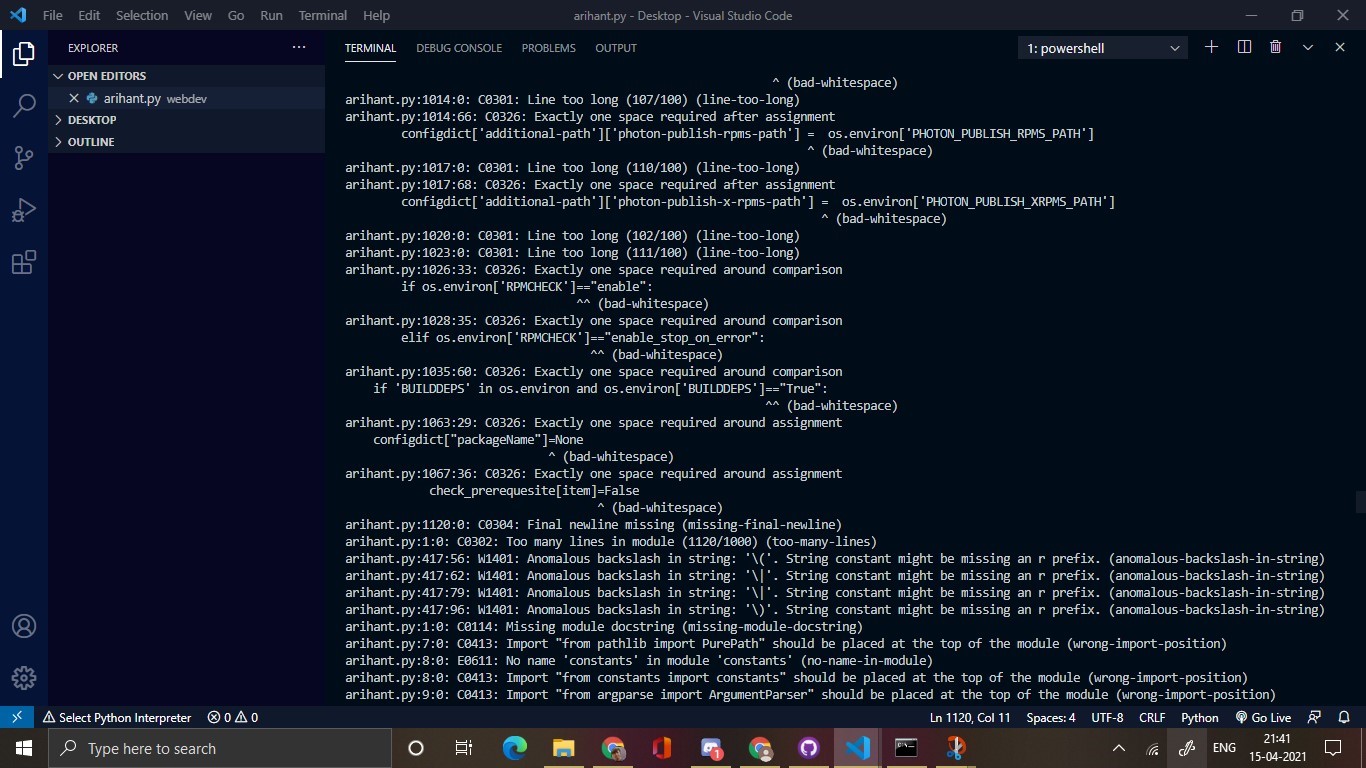 File Edit Selection View Go Run Terminal Help
arihant.py - Desktop - Visual Studio Code
EXPLORER
OPEN EDITORS
arihant.py webdev
DESKTOP
OUTLINE
TERMINAL DEBUG CONSOLE PROBLEMS OUTPUT
1: powershell
^ (bad-whitespace)
arihant.py:1014:0: C0301: Line too long (107/100) (line-too-long)
arihant.py:1014:66: C0326: Exactly one space required after assignment
configdict['additional-path']['photon-publish-rpms-path'] =  os.environ['PHOTON_PUBLISH_RPMS_PATH']
^ (bad-whitespace)
arihant.py:1017:0: C0301: Line too long (110/100) (line-too-long)
arihant.py:1017:68: C0326: Exactly one space required after assignment
configdict['additional-path']['photon-publish-x-rpms-path'] =  os.environ['PHOTON_PUBLISH_XRPMS_PATH']
^ (bad-whitespace)
arihant.py:1020:0: C0301: Line too long (102/100) (line-too-long)
arihant.py:1023:0: C0301: Line too long (111/100) (line-too-long)
arihant.py:1026:33: C0326: Exactly one space required around comparison
if os.environ['RPMCHECK']=="enable":
^^ (bad-whitespace)
arihant.py:1028:35: C0326: Exactly one space required around comparison
elif os.environ['RPMCHECK']=="enable_stop_on_error":
^^ (bad-whitespace)
arihant.py:1035:60: C0326: Exactly one space required around comparison
if 'BUILDDEPS' in os.environ and os.environ['BUILDDEPS']=="True":
^^ (bad-whitespace)
arihant.py:1063:29: C0326: Exactly one space required around assignment
configdict["packageName"]=None
^ (bad-whitespace)
arihant.py:1067:36: C0326: Exactly one space required around assignment
check_prerequesite[item]=False
^ (bad-whitespace)
arihant.py:1120:0: C0304: Final newline missing (missing-final-newline)
arihant.py:1:0: C0302: Too many lines in module (1120/1000) (too-many-lines)
arihant.py:417:56: W1401: Anomalous backslash in string: '\('. String constant might be missing an r prefix. (anomalous-backslash-in-string)
arihant.py:417:62: W1401: Anomalous backslash in string: '\|'. String constant might be missing an r prefix. (anomalous-backslash-in-string)
arihant.py:417:79: W1401: Anomalous backslash in string: '\|'. String constant might be missing an r prefix. (anomalous-backslash-in-string)
arihant.py:417:96: W1401: Anomalous backslash in string: '\)'. String constant might be missing an r prefix. (anomalous-backslash-in-string)
arihant.py:1:0: C0114: Missing module docstring (missing-module-docstring)
arihant.py:7:0: C0413: Import "from pathlib import PurePath" should be placed at the top of the module (wrong-import-position)
arihant.py:8:0: E0611: No name 'constants' in module 'constants' (no-name-in-module)
arihant.py:8:0: C0413: Import "from constants import constants" should be placed at the top of the module (wrong-import-position)
arihant.py:9:0: C0413: Import "from argparse import ArgumentParser" should be placed at the top of the module (wrong-import-position)
Select Python Interpreter 0 0 Ln 1120, Col 11 Spaces: 4 UTF-8 CRLF Python Go Live
Type here to search
1
ENG
21:41
15-04-2021